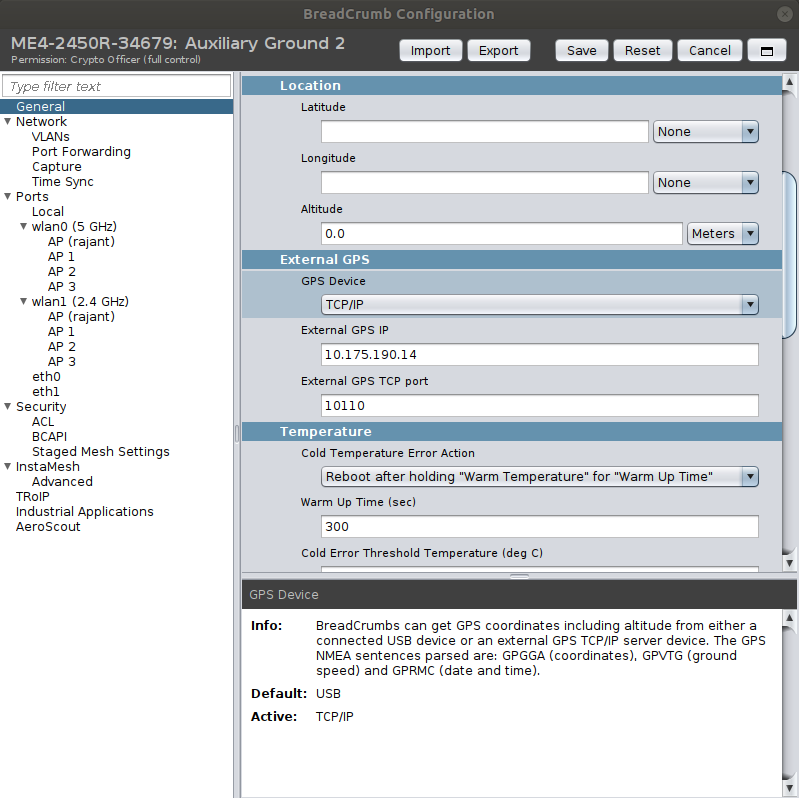 BreadCrumb Configuration
ME4-2450R-34679: Auxiliary Ground 2
Permission: Crypto Officer (full control)
Import
Export
Save
Reset
Cancel
Type filter text
General
Network
VLANs
Port Forwarding
Capture
Time Sync
Ports
Local
wlan0 (5 GHz)
AP (rajant)
AP 1
AP 2
AP 3
wlan1 (2.4 GHz)
AP (rajant)
AP 1
AP 2
AP 3
eth0
eth1
Security
ACL
BCAPI
Staged Mesh Settings
InstaMesh
Advanced
TRoIP
Industrial Applications
AeroScout
Location
Latitude
None
Longitude
None
Altitude
0.0
Meters
External GPS
GPS Device
TCP/IP
External GPS IP
10.175.190.14
External GPS TCP port
10110
Temperature
Cold Temperature Error Action
Reboot after holding "Warm Temperature" for "Warm Up Time"
Warm Up Time (sec)
300
Cold Error Threshold Temperature (deg C)
GPS Device
Info: BreadCrumbs can get GPS coordinates including altitude from either a
connected USB device or an external GPS TCP/IP server device. The GPS
NMEA sentences parsed are: GPGGA (coordinates), GPVTG (ground
speed) and GPRMC (date and time).
Default: USB
Active: TCP/IP